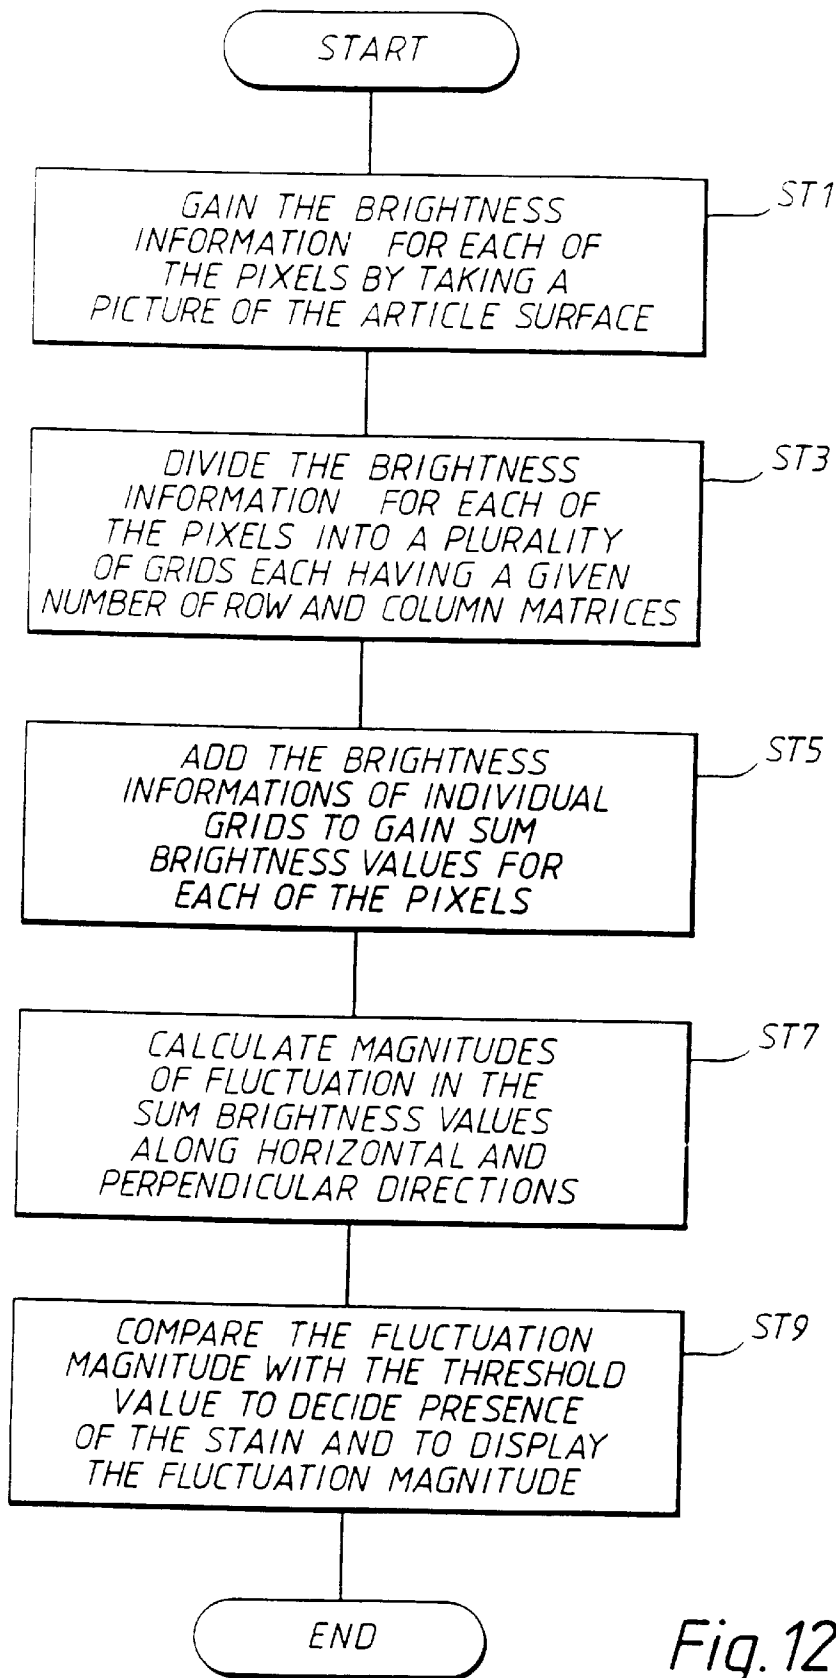 START
ST1
GAIN THE BRIGHTNESS
INFORMATION FOR EACH OF
THE PIXELS BY TAKING A
PICTURE OF THE ARTICLE SURFACE
ST3
DIVIDE THE BRIGHTNESS
INFORMATION FOR EACH OF
THE PIXELS INTO A PLURALITY
OF GRIDS EACH HAVING A GIVEN
NUMBER OF ROW AND COLUMN MATRICES
ST5
ADD THE BRIGHTNESS
INFORMATIONS OF INDIVIDUAL
GRIDS TO GAIN SUM
BRIGHTNESS VALUES FOR
EACH OF THE PIXELS
ST7
CALCULATE MAGNITUDES
OF FLUCTUATION IN THE
SUM BRIGHTNESS VALUES
ALONG HORIZONTAL AND
PERPENDICULAR DIRECTIONS
ST9
COMPARE THE FLUCTUATION
MAGNITUDE WITH THE THRESHOLD
VALUE TO DECIDE PRESENCE
OF THE STAIN AND TO DISPLAY
THE FLUCTUATION MAGNITUDE
END
Fig.12